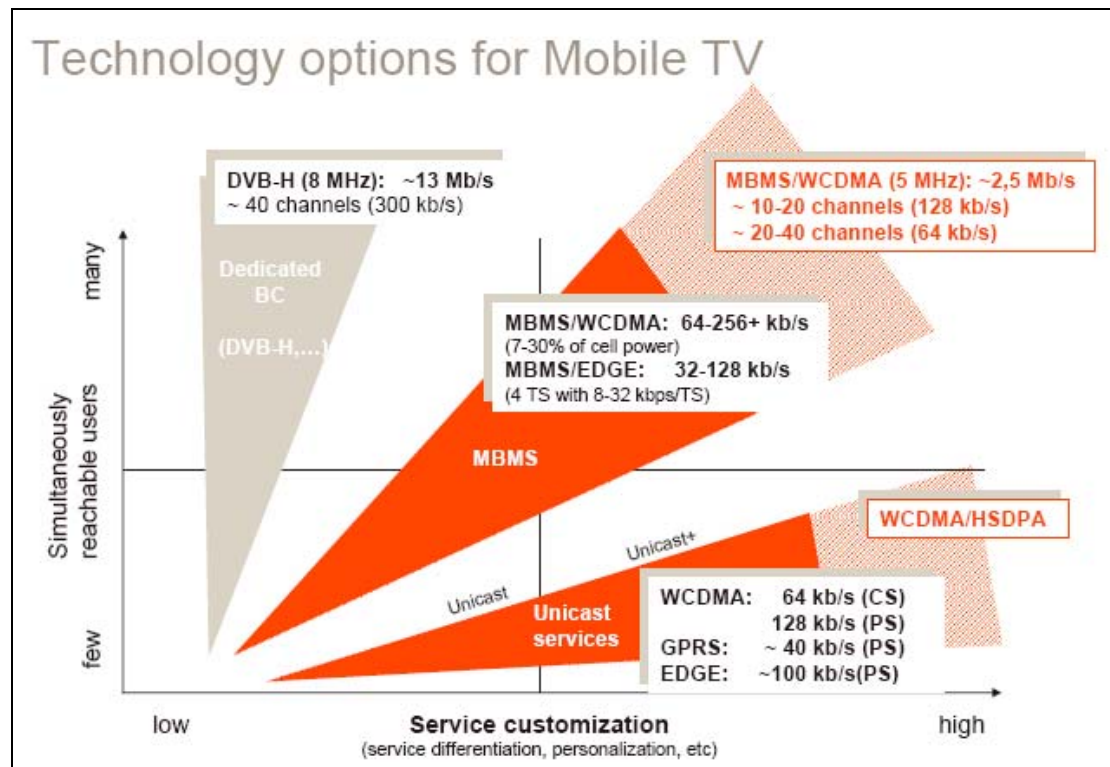 Technology options for Mobile TV
DVB-H (8 MHz): ~13 Mb/s
~ 40 channels (300 kb/s)
MBMS/WCDMA (5 MHz): ~2,5 Mb/s
~ 10-20 channels (128 kb/s)
~ 20-40 channels (64 kb/s)
many
Dedicated
BC
(DVB-H,...)
MBMS/WCDMA: 64-256+ kb/s
(7-30% of cell power)
MBMS/EDGE: 32-128 kb/s
(4 TS with 8-32 kbps/TS)
Simultaneously
reachable users
MBMS
WCDMA/HSDPA
Unicast+
Unicast
Unicast
services
WCDMA: 64 kb/s (CS)
128 kb/s (PS)
GPRS: ~ 40 kb/s (PS)
EDGE: ~100 kb/s(PS)
few
low
Service customization
high
(service differentiation, personalization, etc)